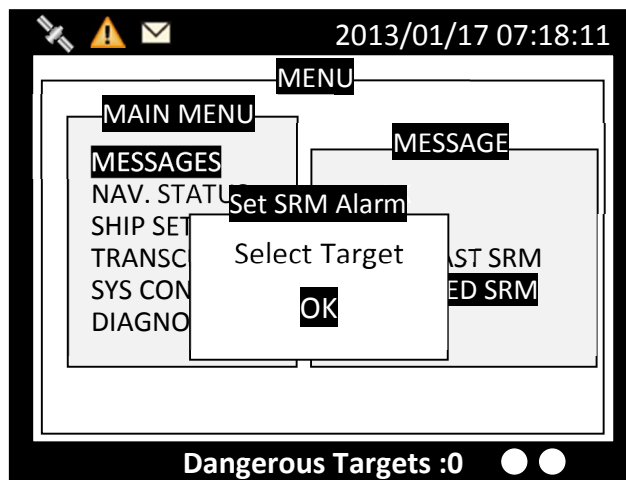 2013/01/17 07:18:11
MENU
MAIN MENU
MESSAGE
MESSAGES
NAV. STATUS
SHIP SET
Set SRM Alarm
Select Target
OK
TRANSC
SYS CON
DIAGNO
AST SRM
ED SRM
Dangerous Targets :0